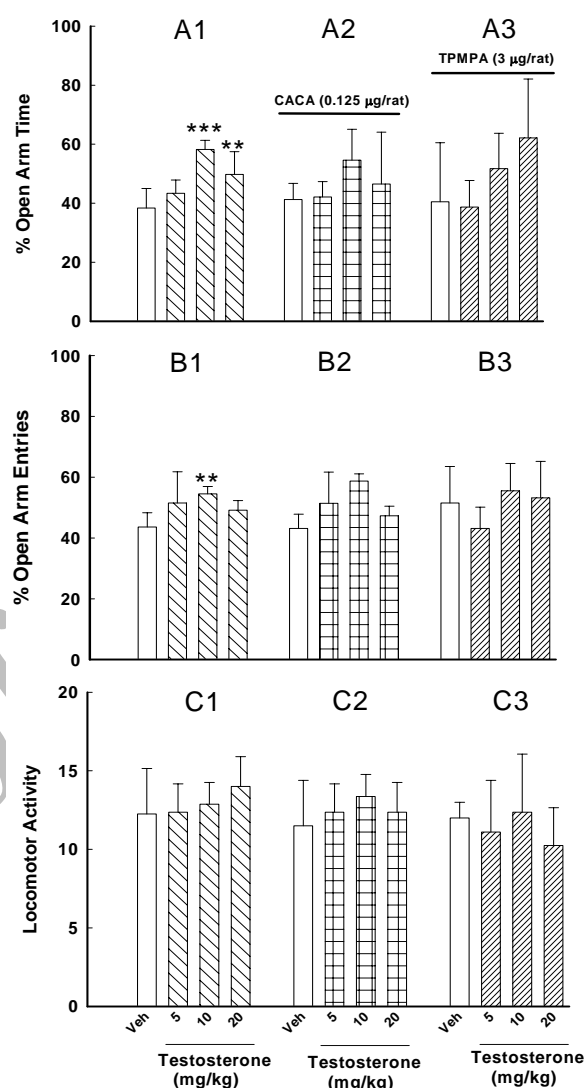 A1 A2 A3
TPMPA (3 µg/rat)
CACA (0.125 µg/rat)
*** **
% Open Arm Time
100
80
60
40
20
0
B1 B2 B3
**
% Open Arm Entries
100
80
60
40
20
0
C1 C2 C3
Locomotor Activity
20
15
10
5
0
Veh 5 10 20 Veh 5 10 20 Veh 5 10 20
Testosterone Testosterone Testosterone
(mg/kg) (mg/kg) (mg/kg)